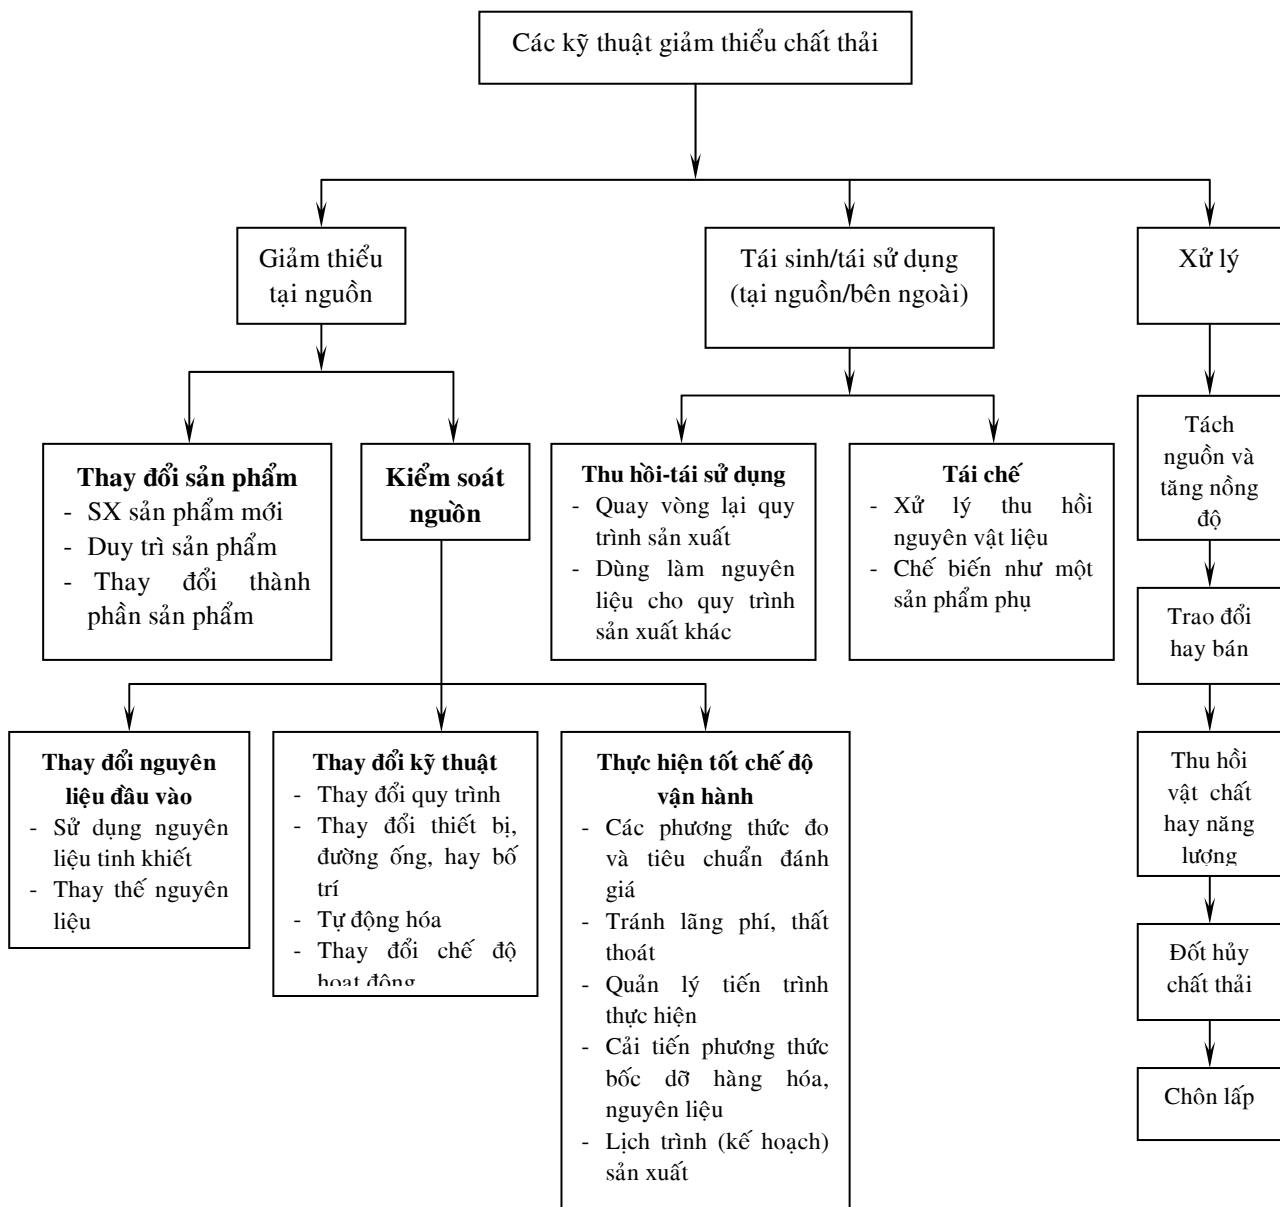 Các kỹ thuật giảm thiểu chất thải
Giảm thiểu
tại nguồn
Tái sinh/tái sử dụng
(tại nguồn/bên ngoài)
Xử lý
Thay đổi sản phẩm
- SX sản phẩm mới
- Duy trì sản phẩm
- Thay đổi thành
phần sản phẩm
Kiểm soát
nguồn
Thu hồi-tái sử dụng
- Quay vòng lại quy
trình sản xuất
- Dùng làm nguyên
liệu cho quy trình
sản xuất khác
Tái chế
- Xử lý thu hồi
nguyên vật liệu
- Chế biến như một
sản phẩm phụ
Tách
nguồn và
tăng nồng
độ
Trao đổi
hay bán
Thu hồi
vật chất
hay năng
lượng
Đốt hủy
chất thải
Chôn lấp
Thay đổi nguyên
liệu đầu vào
- Sử dụng nguyên
liệu tinh khiết
- Thay thế nguyên
liệu
Thay đổi kỹ thuật
- Thay đổi quy trình
- Thay đổi thiết bị,
đường ống, hay bố
trí
- Tự động hóa
- Thay đổi chế độ
hoạt động
Thực hiện tốt chế độ
vận hành
- Các phương thức đo
và tiêu chuẩn đánh
giá
- Tránh lãng phí, thất
thoát
- Quản lý tiến trình
thực hiện
- Cải tiến phương thức
bốc dỡ hàng hóa,
nguyên liệu
- Lịch trình (kế hoạch)
sản xuất